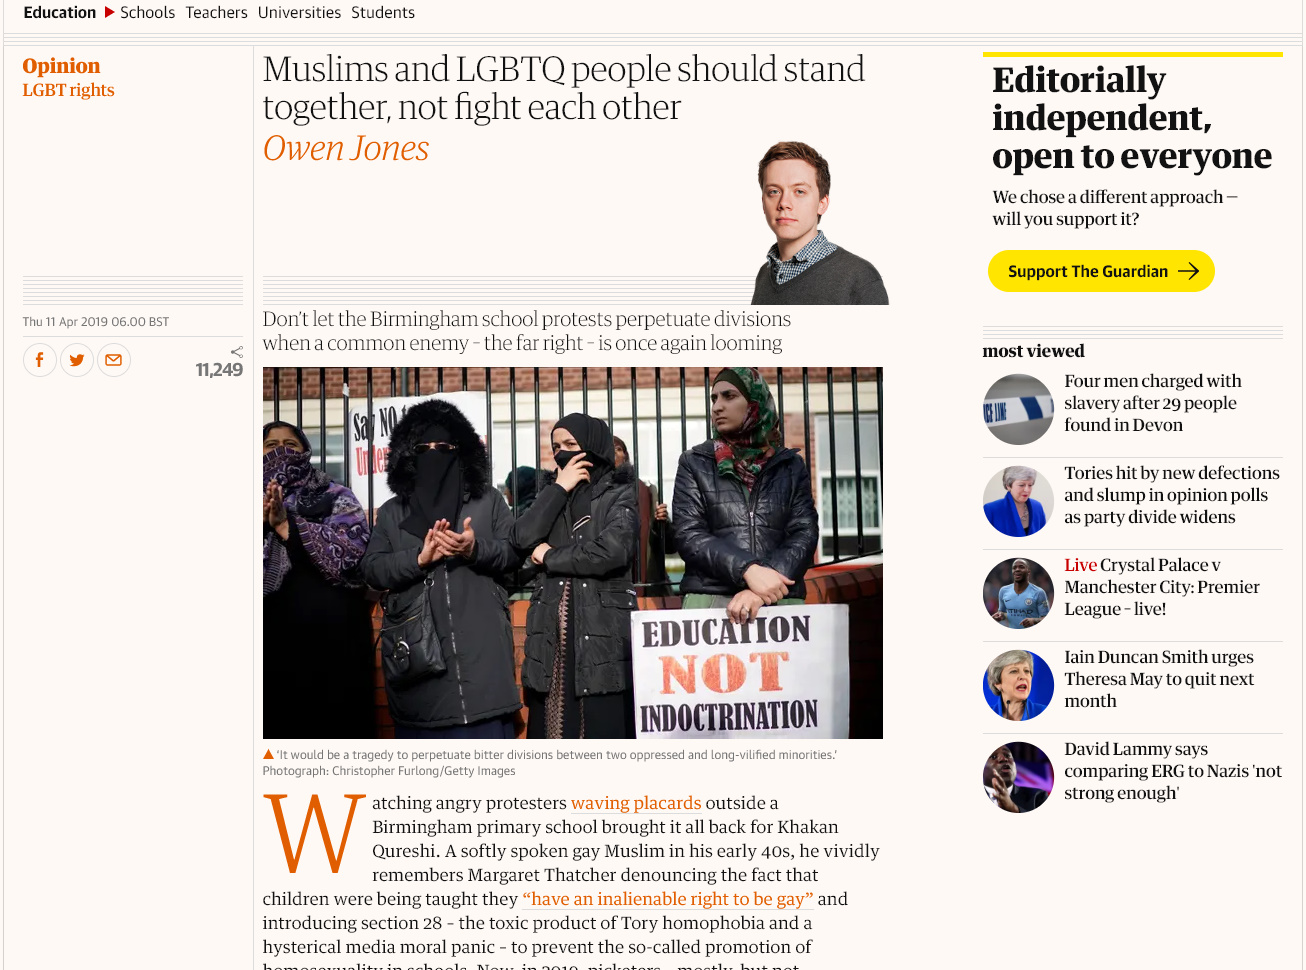 Education Schools Teachers Universities Students
Opinion
LGBT rights
Muslims and LGBTQ people should stand
together, not fight each other
Owen Jones
Thu 11 Apr 2019 06.00 BST
11,249
Don't let the Birmingham school protests perpetuate divisions
when a common enemy – the far right – is once again looming
Say NO
EDUCATION
NOT
INDOCTRINATION
'It would be a tragedy to perpetuate bitter divisions between two oppressed and long-vilified minorities.'
Photograph: Christopher Furlong/Getty Images
Watching angry protesters waving placards outside a
Birmingham primary school brought it all back for Khakan
Qureshi. A softly spoken gay Muslim in his early 40s, he vividly
remembers Margaret Thatcher denouncing the fact that
children were being taught they “have an inalienable right to be gay” and
introducing section 28 – the toxic product of Tory homophobia and a
hysterical media moral panic – to prevent the so-called promotion of
homosexuality in schools. Now, in 2019, picketers – mostly, but not
Editorially
independent,
open to everyone
We chose a different approach –
will you support it?
Support The Guardian
most viewed
Four men charged with
slavery after 29 people
found in Devon
Tories hit by new defections
and slump in opinion polls
as party divide widens
Live Crystal Palace v
Manchester City: Premier
League – live!
Iain Duncan Smith urges
Theresa May to quit next
month
David Lammy says
comparing ERG to Nazis 'not
strong enough'